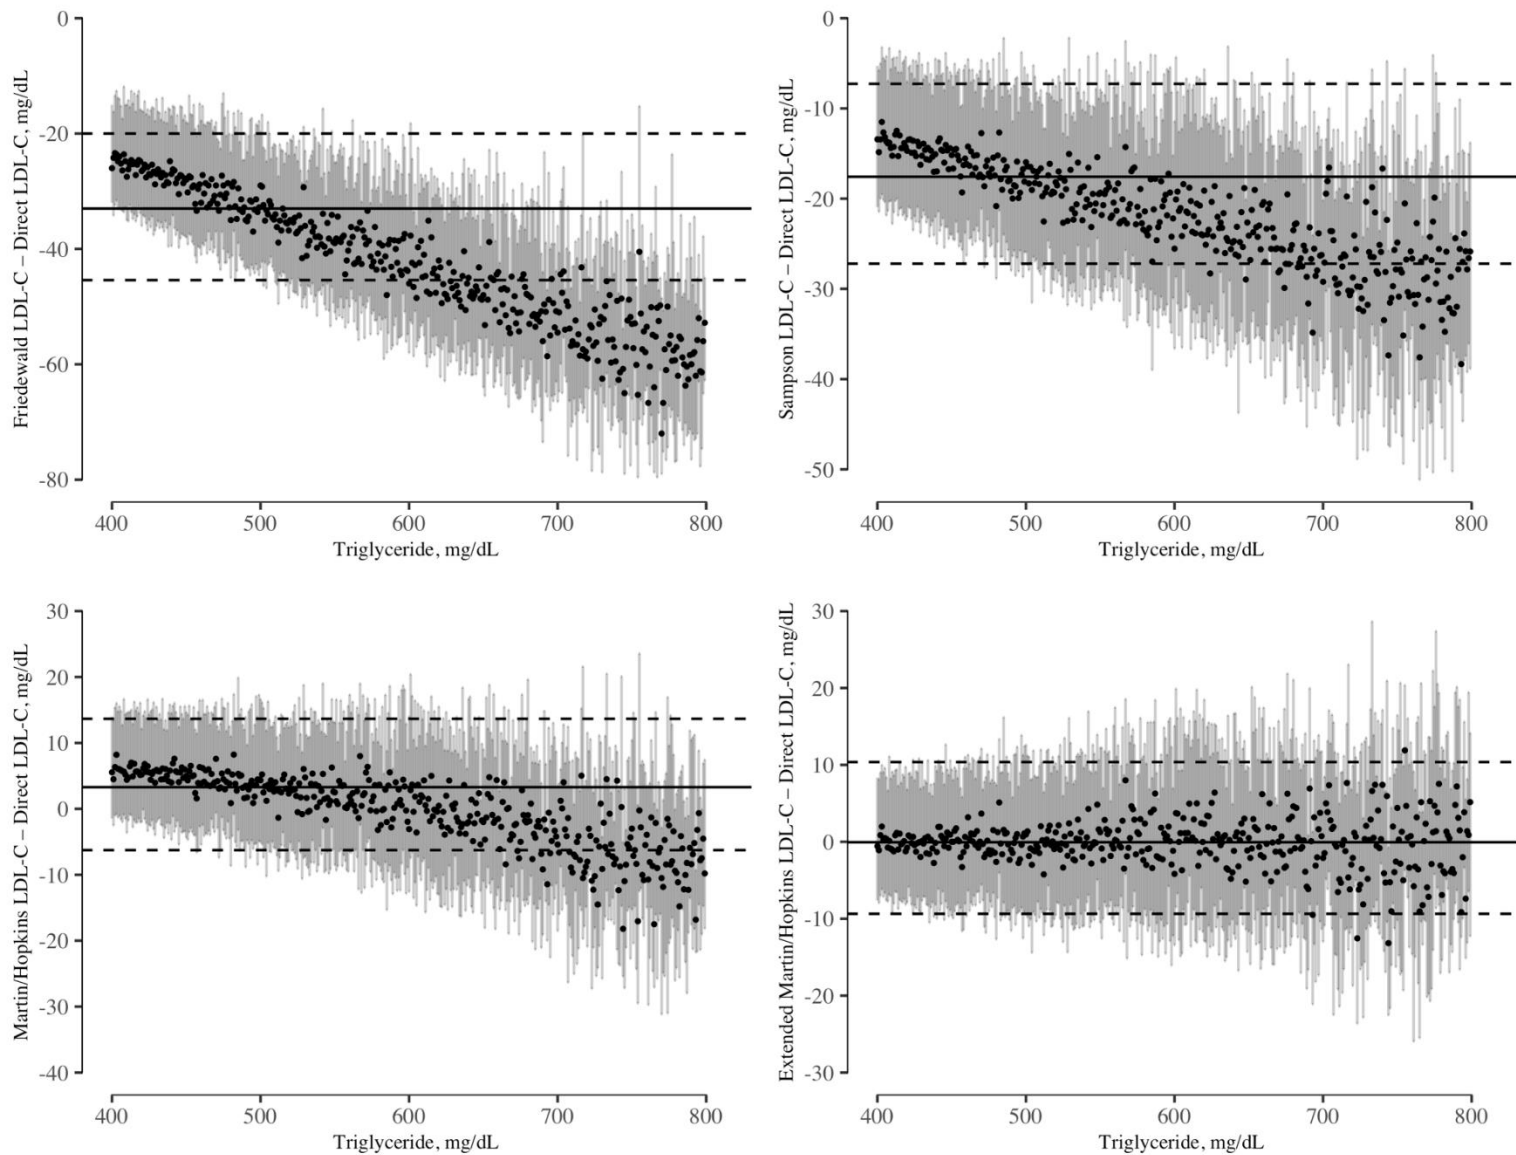 Friedewald LDL-C – Direct LDL-C, mg/dL
0
-20
-40
-60
-80
400 500 600 700 800
Triglyceride, mg/dL
Sampson LDL-C – Direct LDL-C, mg/dL
0
-10
-20
-30
-40
-50
400 500 600 700 800
Triglyceride, mg/dL
Martin/Hopkins LDL-C – Direct LDL-C, mg/dL
30
20
10
0
-10
-20
-30
-40
400 500 600 700 800
Triglyceride, mg/dL
Extended Martin/Hopkins LDL-C – Direct LDL-C, mg/dL
30
20
10
0
-10
-20
-30
400 500 600 700 800
Triglyceride, mg/dL